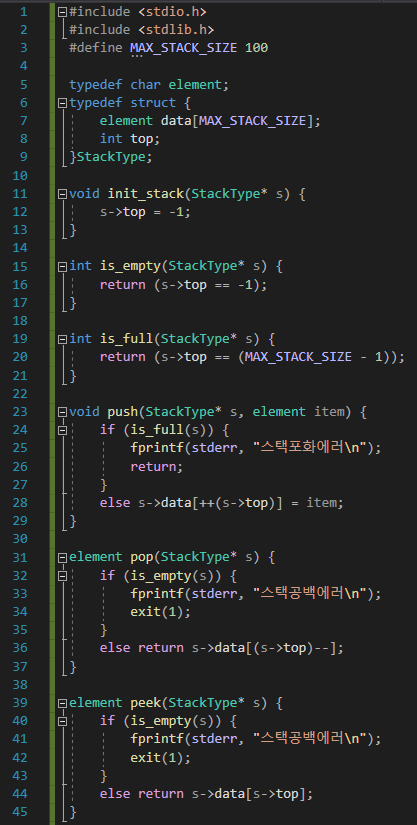 1 #include <stdio.h>
2 #include <stdlib.h>
3 #define MAX_STACK_SIZE 100
4
5 typedef char element;
6 typedef struct {
7 element data[MAX_STACK_SIZE];
8 int top;
9 }StackType;
10
11 void init_stack(StackType* s) {
12 s->top = -1;
13 }
14
15 int is_empty(StackType* s) {
16 return (s->top == -1);
17 }
18
19 int is_full(StackType* s) {
20 return (s->top == (MAX_STACK_SIZE - 1));
21 }
22
23 void push(StackType* s, element item) {
24 if (is_full(s)) {
25 fprintf(stderr, "스택포화에러\n");
26 return;
27 }
28 else s->data[++(s->top)] = item;
29 }
30
31 element pop(StackType* s) {
32 if (is_empty(s)) {
33 fprintf(stderr, "스택공백에러\n");
34 exit(1);
35 }
36 else return s->data[(s->top)--];
37 }
38
39 element peek(StackType* s) {
40 if (is_empty(s)) {
41 fprintf(stderr, "스택공백에러\n");
42 exit(1);
43 }
44 else return s->data[s->top];
45 }